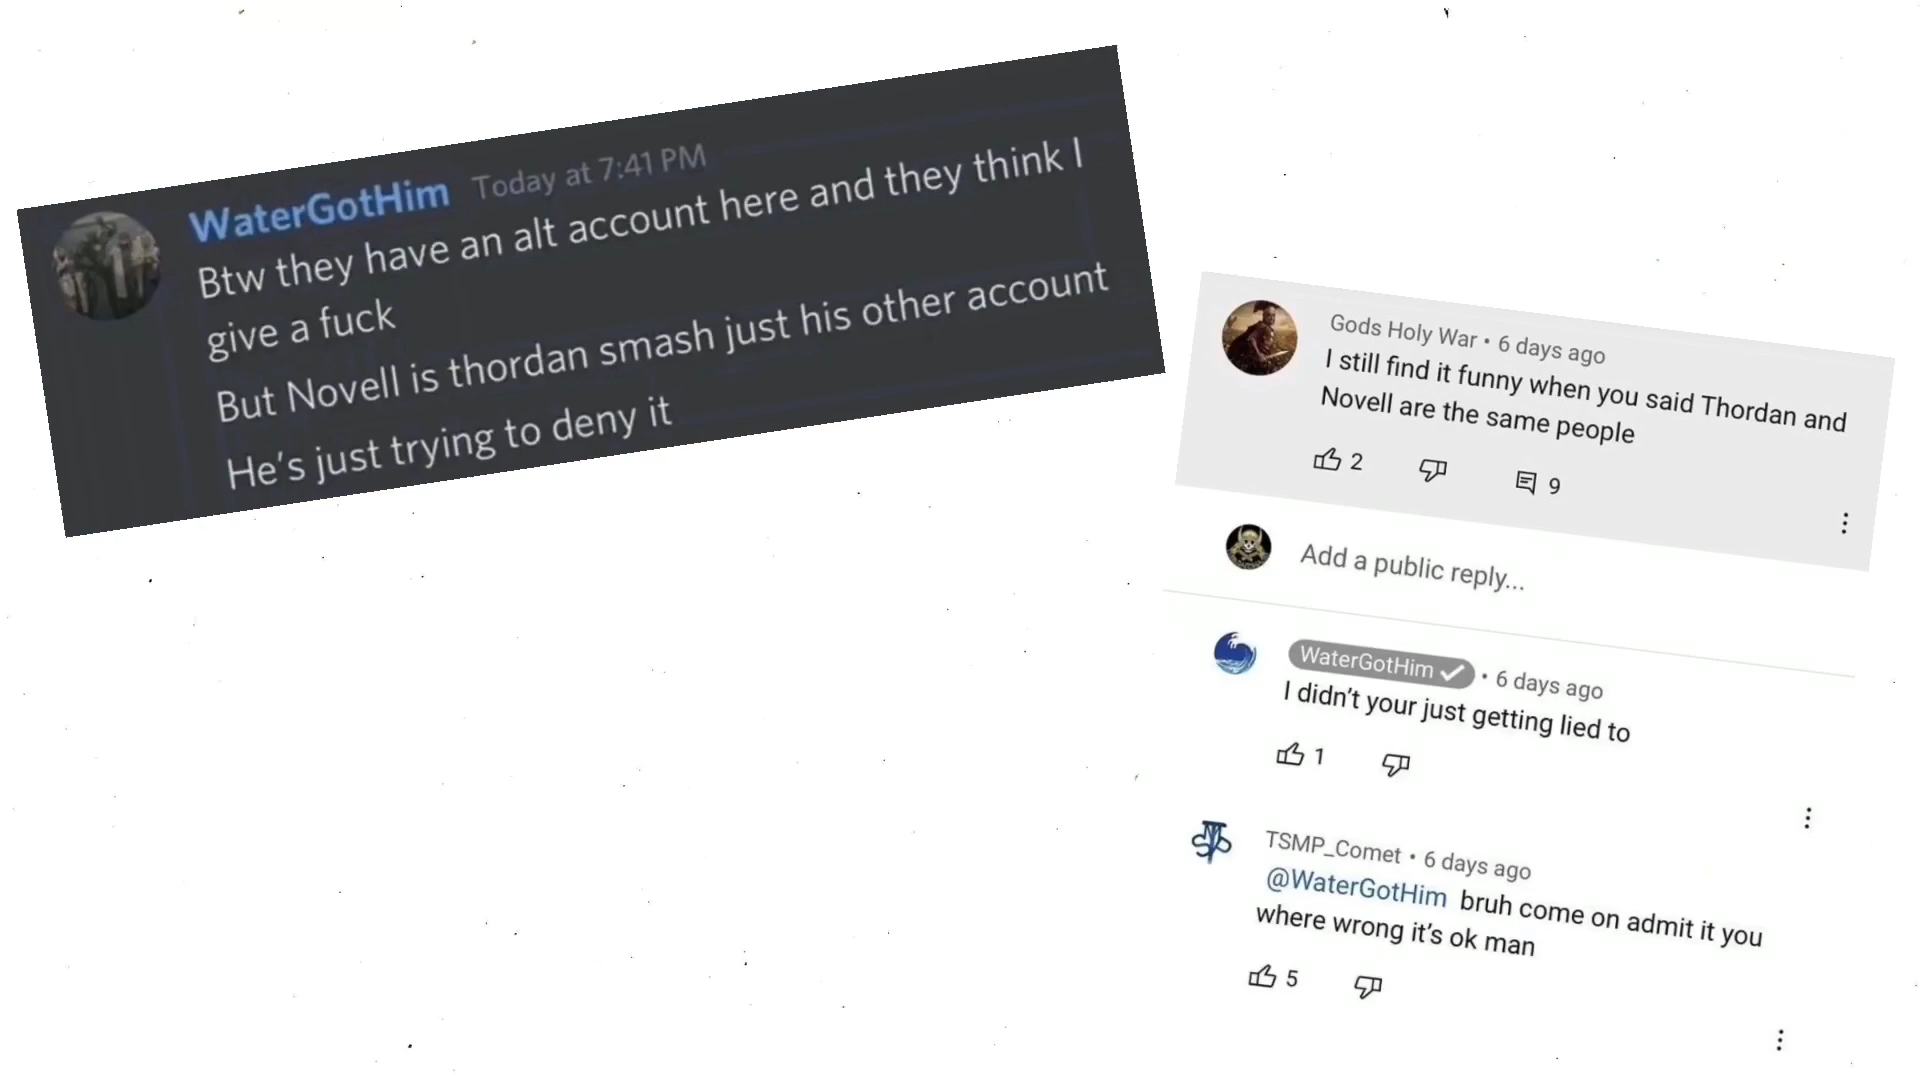 WaterGotHim Today at 7:41 PM
Btw they have an alt account here and they think I
give a fuck
But Novell is thordan smash just his other account
He's just trying to deny it
Gods Holy War • 6 days ago
I still find it funny when you said Thordan and
Novell are the same people
2 9
Add a public reply...
WaterGotHim • 6 days ago
I didn't your just getting lied to
1
TSMP_Comet • 6 days ago
@WaterGotHim bruh come on admit it you
where wrong it's ok man
5